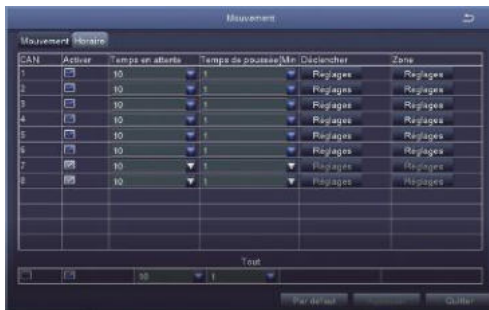 Mouvement
Mouvement Horaire
CAN Activer Temps en attente Temps de poussée(Min Déclencher Zone
1 10 1 Réglages Réglages
2 10 1 Réglages Réglages
3 10 1 Réglages Réglages
4 10 1 Réglages Réglages
5 10 1 Réglages Réglages
6 10 1 Réglages Réglages
7 10 1 Réglages Réglages
8 10 1 Réglages Réglages
Tout
10 1
Par défaut Quitter